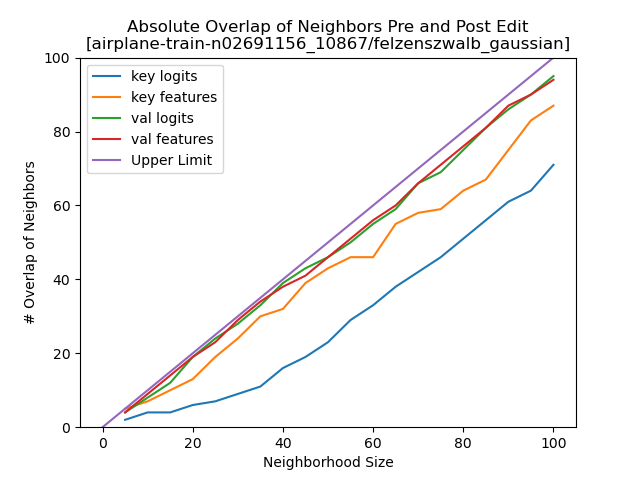 Absolute Overlap of Neighbors Pre and Post Edit
[airplane-train-n02691156_10867/felzenszwalb_gaussian]
key logits
key features
val logits
val features
Upper Limit
# Overlap of Neighbors
100
80
60
40
20
0
0 20 40 60 80 100
Neighborhood Size